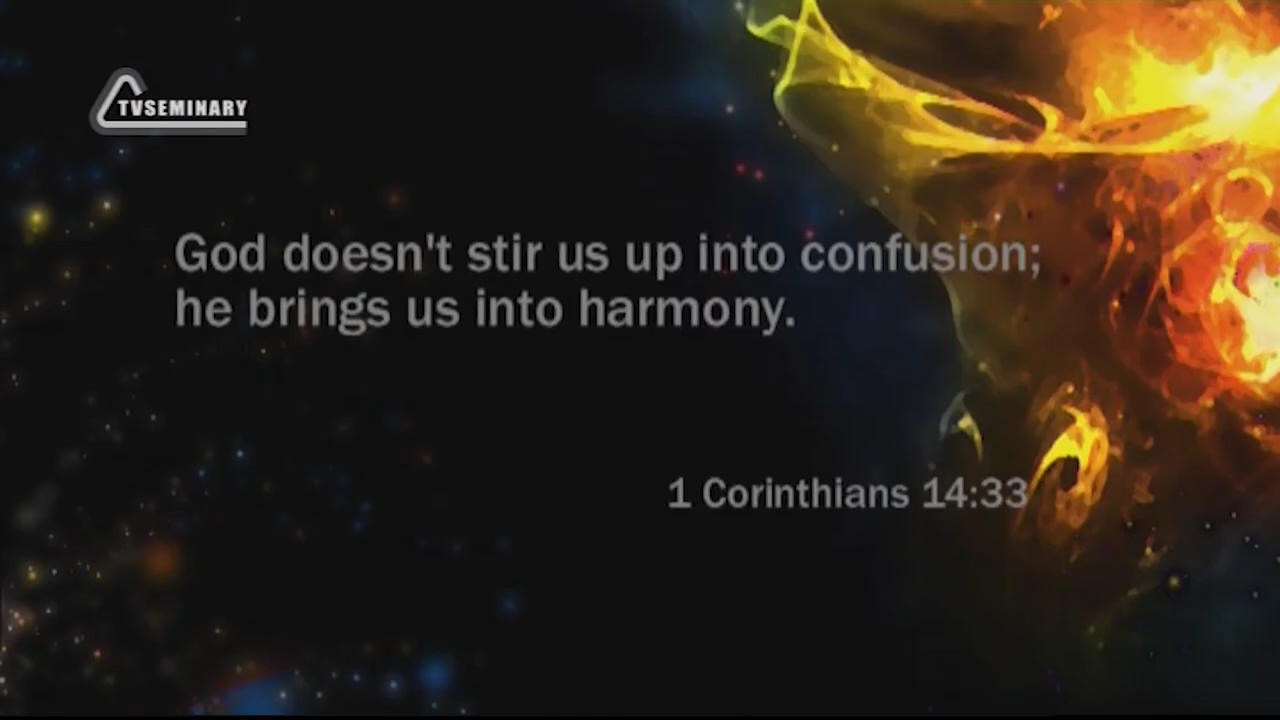 TVSEMINARY
God doesn't stir us up into confusion;
he brings us into harmony.
1 Corinthians 14:33